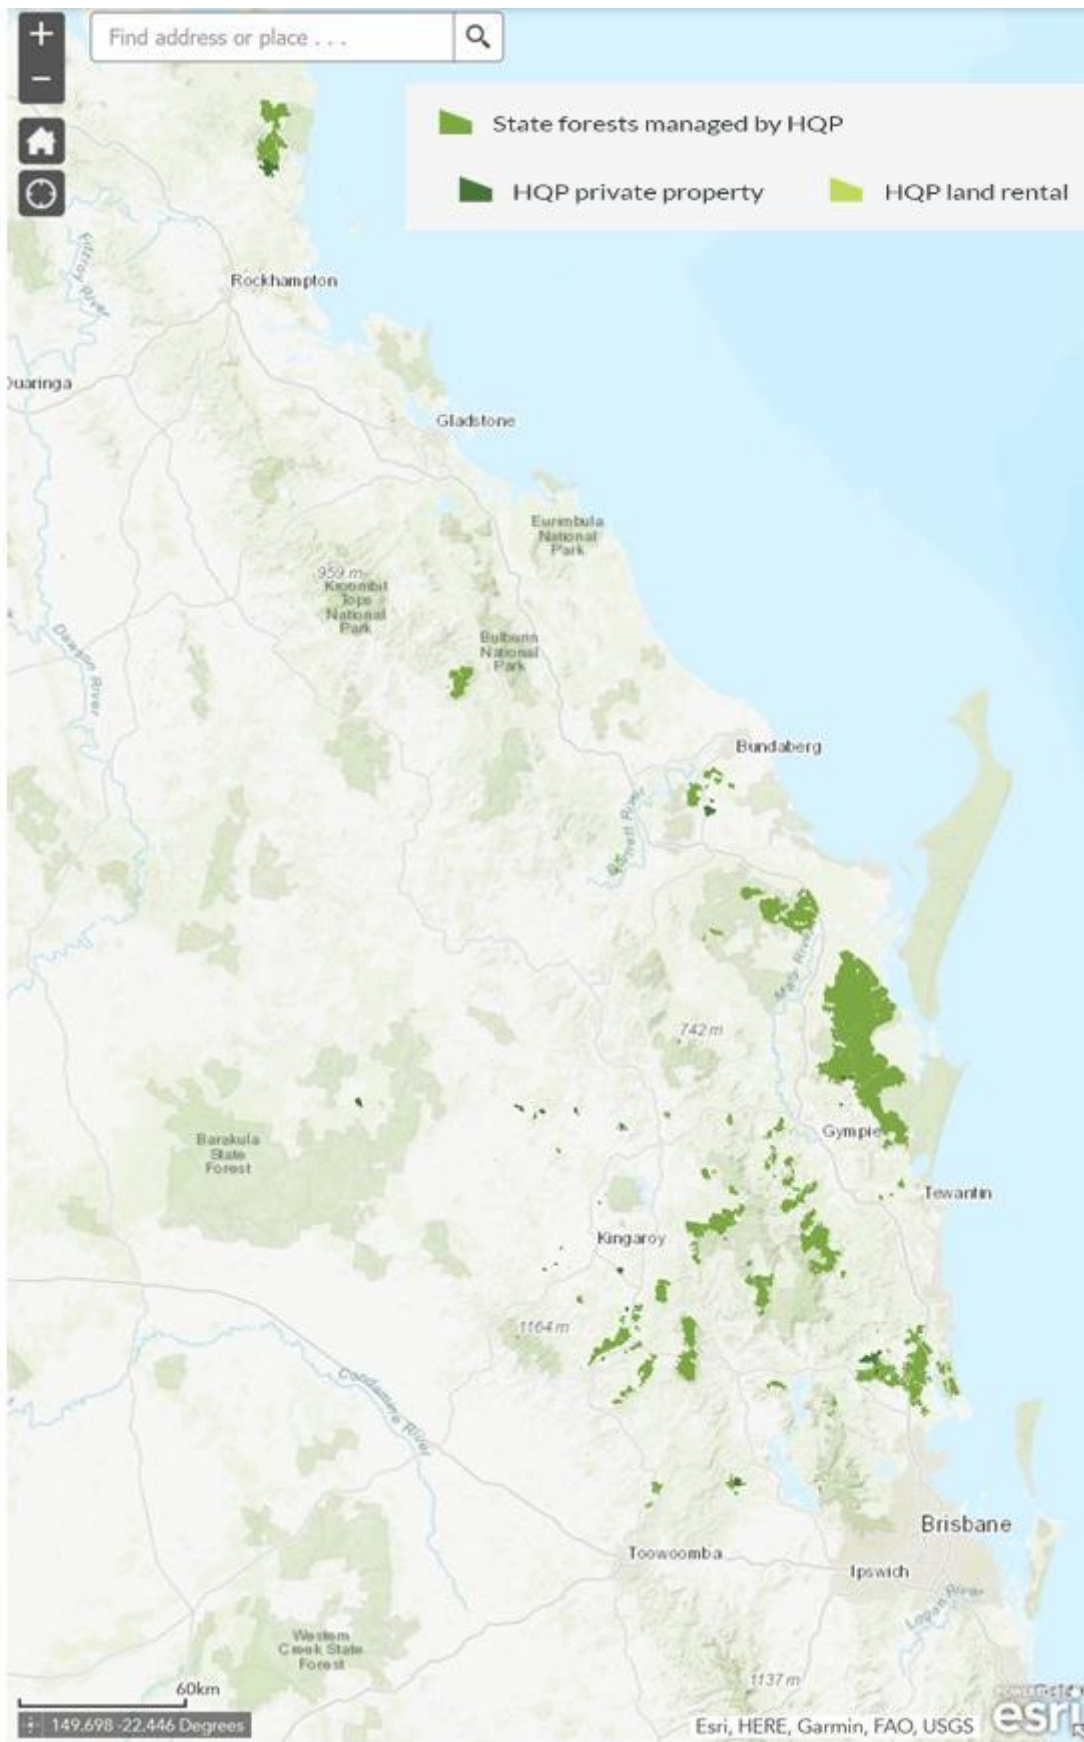 +
Find address or place . . .
−
State forests managed by HQP
HQP private property
HQP land rental
Fitzroy River
Rockhampton
Duaringa
Gladstone
Eurimbula
National
Park
959 m
Kroombit
Tops
National
Park
Dawson River
Bulburin
National
Park
Bundaberg
River
Mary River
742 m
Barakula
State
Forest
Gympie
Tewantin
Kingaroy
1164 m
Condamine River
Brisbane
Toowoomba
Ipswich
Logan River
Western
Creek State
Forest
1137 m
60km
149.698 -22.446 Degrees
Esri, HERE, Garmin, FAO, USGS
POWERED BY
esri